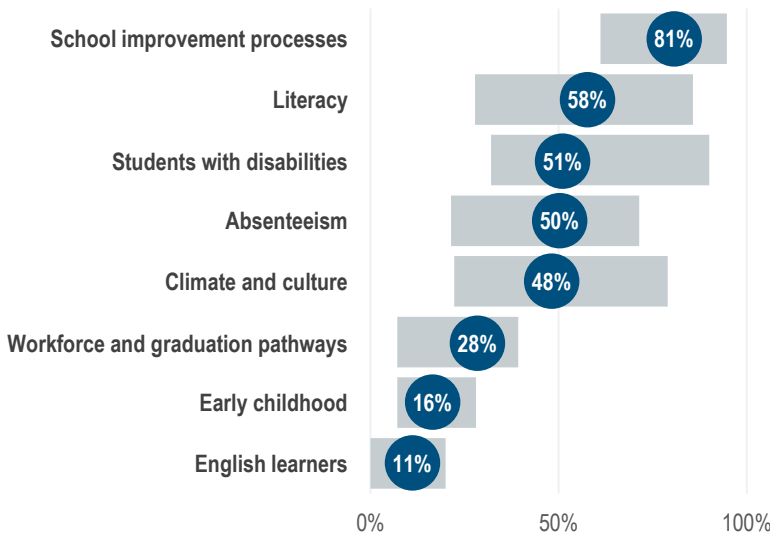 School improvement processes 81%
Literacy 58%
Students with disabilities 51%
Absenteeism 50%
Climate and culture 48%
Workforce and graduation pathways 28%
Early childhood 16%
English learners 11%
0% 50% 100%